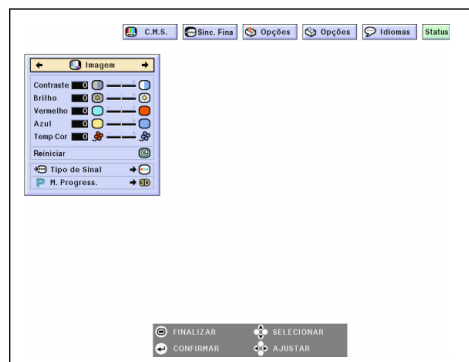 C.M.S. Sinc. Fina Opções Opções Idiomas Status
Imagem
Contraste 0
Brilho 0
Vermelho 0
Azul 0
Temp Cor 0
Reiniciar
Tipo de Sinal
P M. Progress. 3D
FINALIZAR SELECIONAR
CONFIRMAR AJUSTAR